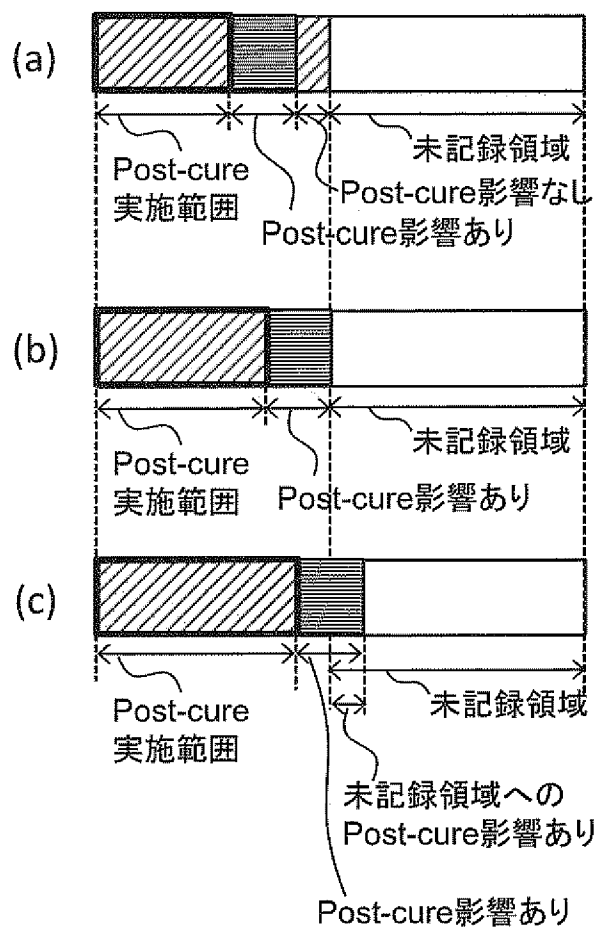 (a)
未記録領域
Post-cure
実施範囲
Post-cure影響なし
Post-cure影響あり
(b)
未記録領域
Post-cure
実施範囲
Post-cure影響あり
(c)
未記録領域
Post-cure
実施範囲
未記録領域への
Post-cure影響あり
Post-cure影響あり